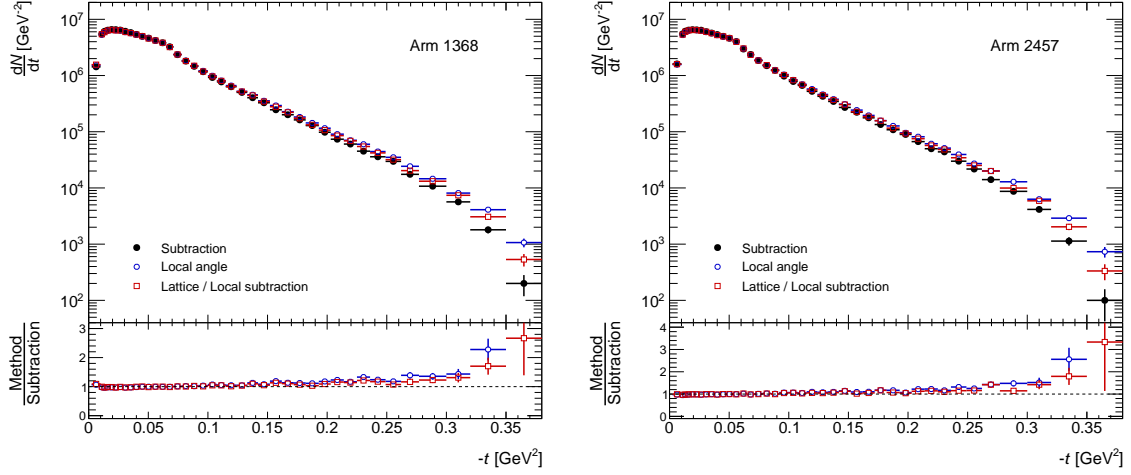 dN/dt [GeV⁻²]
10⁷
10⁶
10⁵
10⁴
10³
10²
Arm 1368
Subtraction
Local angle
Lattice / Local subtraction
Method
Subtraction
3
2
1
0
0 0.05 0.1 0.15 0.2 0.25 0.3 0.35
-t [GeV²]
dN/dt [GeV⁻²]
10⁷
10⁶
10⁵
10⁴
10³
10²
Arm 2457
Subtraction
Local angle
Lattice / Local subtraction
Method
Subtraction
4
3
2
1
0
0 0.05 0.1 0.15 0.2 0.25 0.3 0.35
-t [GeV²]